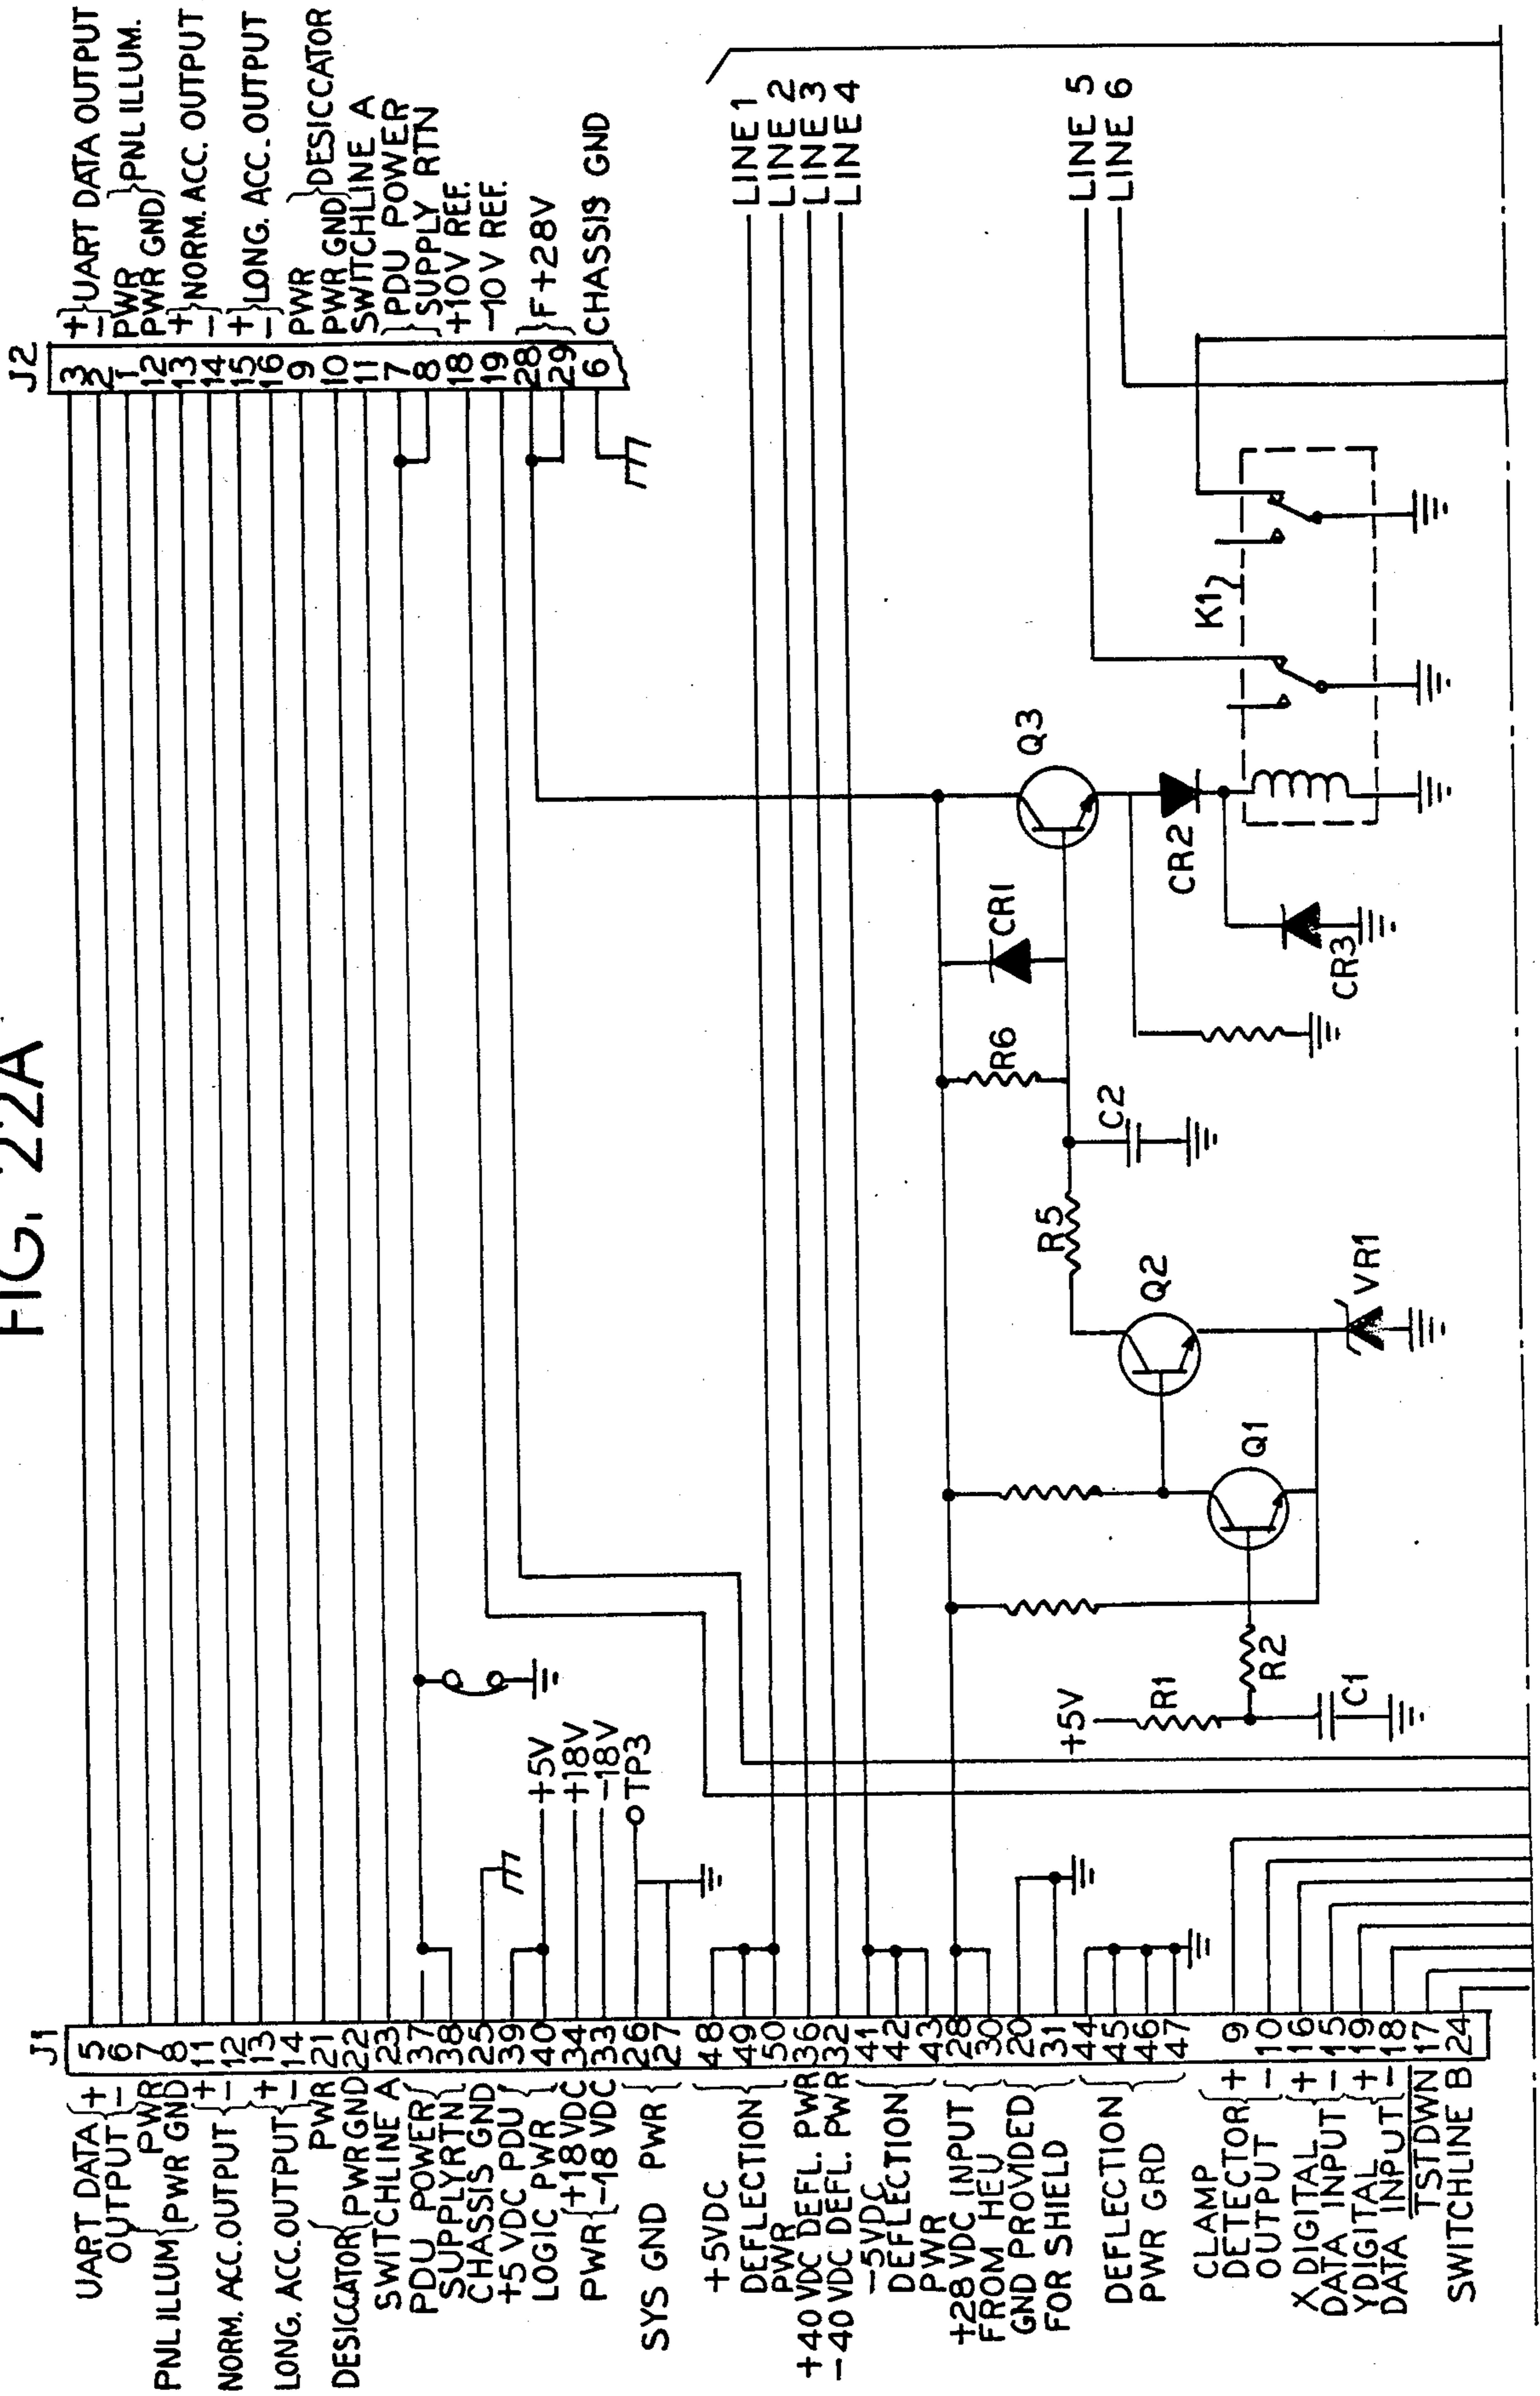 FIG. 22A
J1
UART DATA OUTPUT { + 5
- 6
PNL ILLUM { PWR 7
PWR GND 8
NORM. ACC. OUTPUT { + 11
- 12
LONG. ACC. OUTPUT { + 13
- 14
DESICCATOR { PWR 21
PWR GND 22
SWITCHLINE A 23
PDU POWER } 37
SUPPLY RTN } 38
CHASSIS GND 25
+5 VDC PDU } 39
LOGIC PWR } 40
PWR { +18 VDC 34
-18 VDC 33
SYS GND PWR { 26
27
+5VDC DEFLECTION PWR { 48
49
50
+40 VDC DEFL. PWR 36
-40 VDC DEFL. PWR 32
-5VDC DEFLECTION PWR { 41
42
43
+28 VDC INPUT } 28
FROM HEU } 30
GND PROVIDED } 20
FOR SHIELD } 31
DEFLECTION PWR GRD { 44
45
46
47
CLAMP DETECTOR OUTPUT { + 9
- 10
X DIGITAL DATA INPUT { + 16
- 15
Y DIGITAL DATA INPUT { + 19
- 18
TSTDWN 17
SWITCHLINE B 24
+5V
+18V
-18V
TP3
+5V
R1
C1
R2
Q1
Q2
VR1
R5
C2
R6
CR1
Q3
CR2
CR3
K1
J2
3 + } UART DATA OUTPUT
2 -
1 PWR } PNL ILLUM.
12 PWR GND
13 + } NORM. ACC. OUTPUT
14 -
15 + } LONG. ACC. OUTPUT
16 -
9 PWR } DESICCATOR
10 PWR GND
11 SWITCHLINE A
7 } PDU POWER
8 } SUPPLY RTN
18 +10V REF.
19 -10V REF.
28 } F+28V
29
6 CHASSIS GND
LINE 1
LINE 2
LINE 3
LINE 4
LINE 5
LINE 6